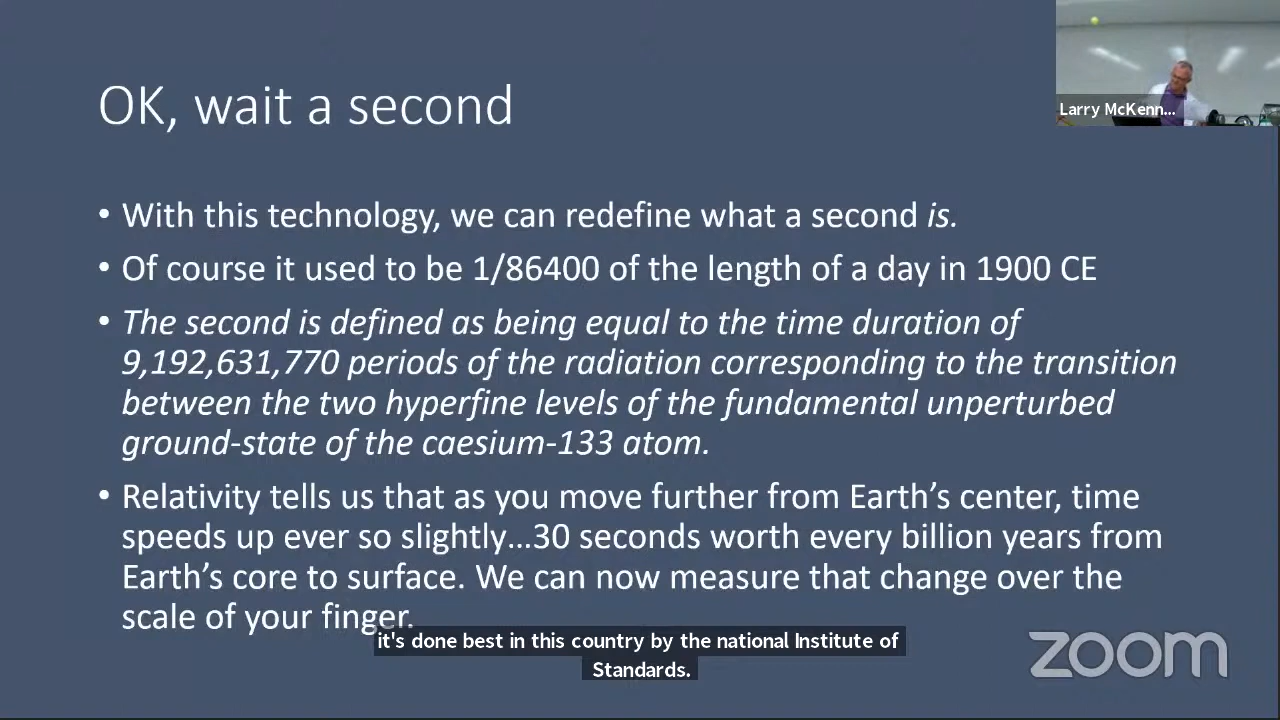 OK, wait a second
Larry McKenn...
• With this technology, we can redefine what a second is.
• Of course it used to be 1/86400 of the length of a day in 1900 CE
• The second is defined as being equal to the time duration of
9,192,631,770 periods of the radiation corresponding to the transition
between the two hyperfine levels of the fundamental unperturbed
ground-state of the caesium-133 atom.
• Relativity tells us that as you move further from Earth’s center, time
speeds up ever so slightly…30 seconds worth every billion years from
Earth’s core to surface. We can now measure that change over the
scale of your finger.
it's done best in this country by the national Institute of
Standards.
zoom